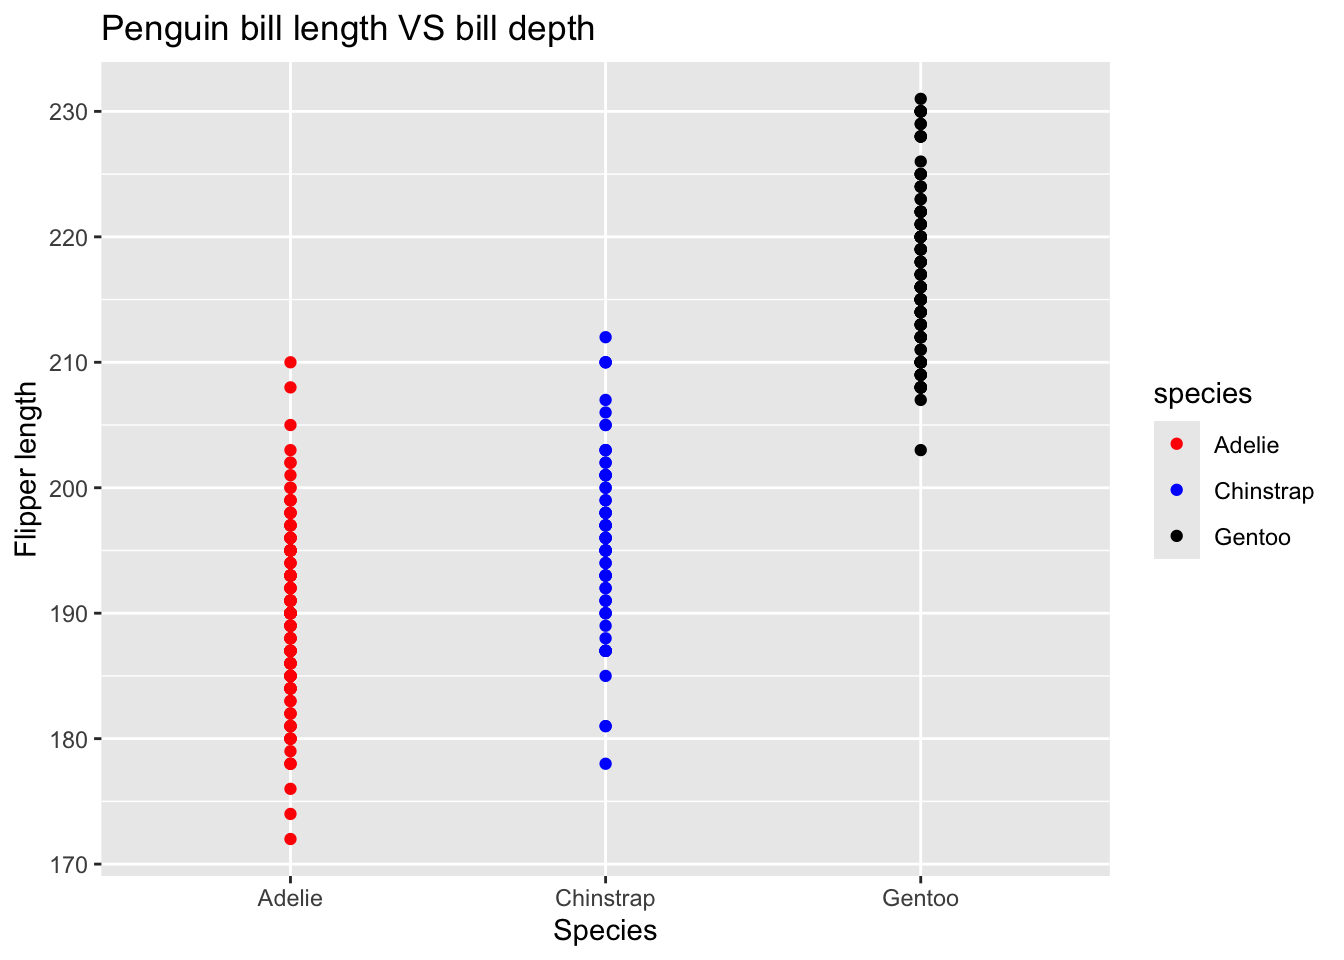 Penguin bill length VS bill depth
Flipper length
230
220
210
200
190
180
170
Adelie Chinstrap Gentoo
Species
species
Adelie
Chinstrap
Gentoo